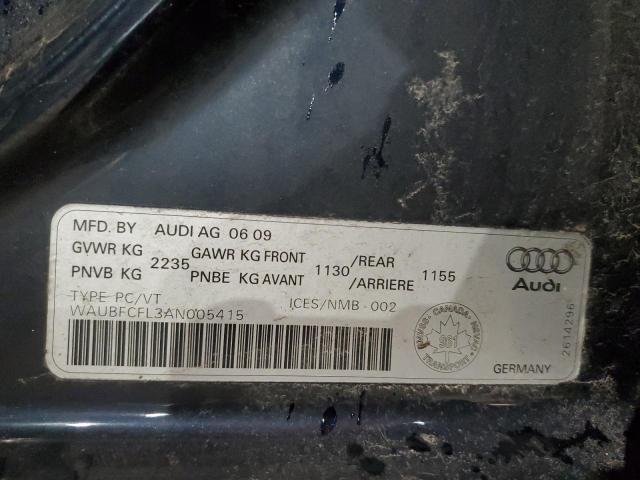 MFD. BY AUDI AG 06 09
GVWR KG 2235 GAWR KG FRONT 1130 /REAR 1155
PNVB KG PNBE KG AVANT /ARRIERE
TYPE PC/VT ICES/NMB-002
WAUBFCFL3AN005415
CANADA
961
TRANSPORT
Audi
GERMANY
2614296